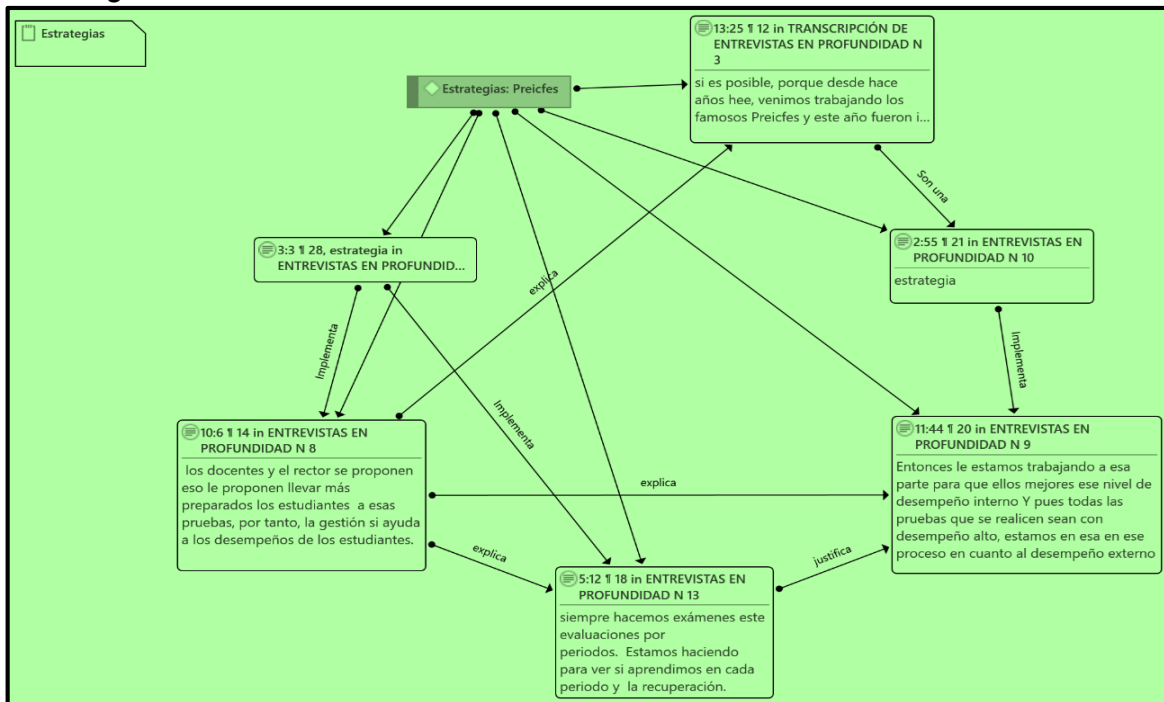 Estrategias
13:25 ¶ 12 in TRANSCRIPCIÓN DE
ENTREVISTAS EN PROFUNDIDAD N
3
si es posible, porque desde hace
años hee, venimos trabajando los
famosos Preicfes y este año fueron i...
Estrategias: Preicfes
Son una
3:3 ¶ 28, estrategia in
ENTREVISTAS EN PROFUNDID...
2:55 ¶ 21 in ENTREVISTAS EN
PROFUNDIDAD N 10
estrategia
explica
Implementa
Implementa
Implementa
10:6 ¶ 14 in ENTREVISTAS EN
PROFUNDIDAD N 8
los docentes y el rector se proponen
eso le proponen llevar más
preparados los estudiantes a esas
pruebas, por tanto, la gestión si ayuda
a los desempeños de los estudiantes.
explica
explica
justifica
11:44 ¶ 20 in ENTREVISTAS EN
PROFUNDIDAD N 9
Entonces le estamos trabajando a esa
parte para que ellos mejores ese nivel de
desempeño interno Y pues todas las
pruebas que se realicen sean con
desempeño alto, estamos en esa en ese
proceso en cuanto al desempeño externo
5:12 ¶ 18 in ENTREVISTAS EN
PROFUNDIDAD N 13
siempre hacemos exámenes este
evaluaciones por
periodos. Estamos haciendo
para ver si aprendimos en cada
periodo y la recuperación.